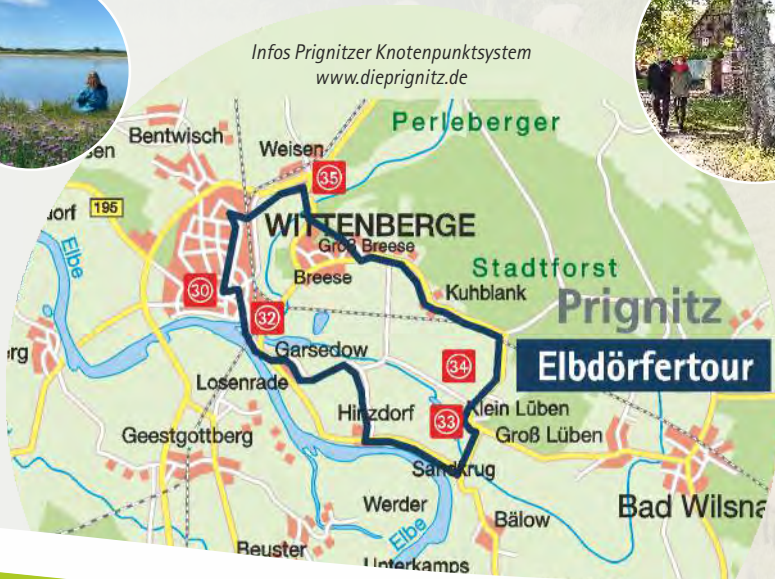 Infos Prignitzer Knotenpunktsystem
www.dieprignitz.de
Perleberger
Bentwisch
Weisen
35
195
WITTENBERGE
Groß Breese
Elbe
Breese
Stadtforst
Kuhblank
Prignitz
30
32
Garsedow
34
Elbdörfertour
Losenrade
Hinzdorf
33
Klein Lüben
Groß Lüben
Geestgottberg
Sandkrug
Werder
Bälow
Bad Wilsna
Elbe
Beuster
Unterkamps